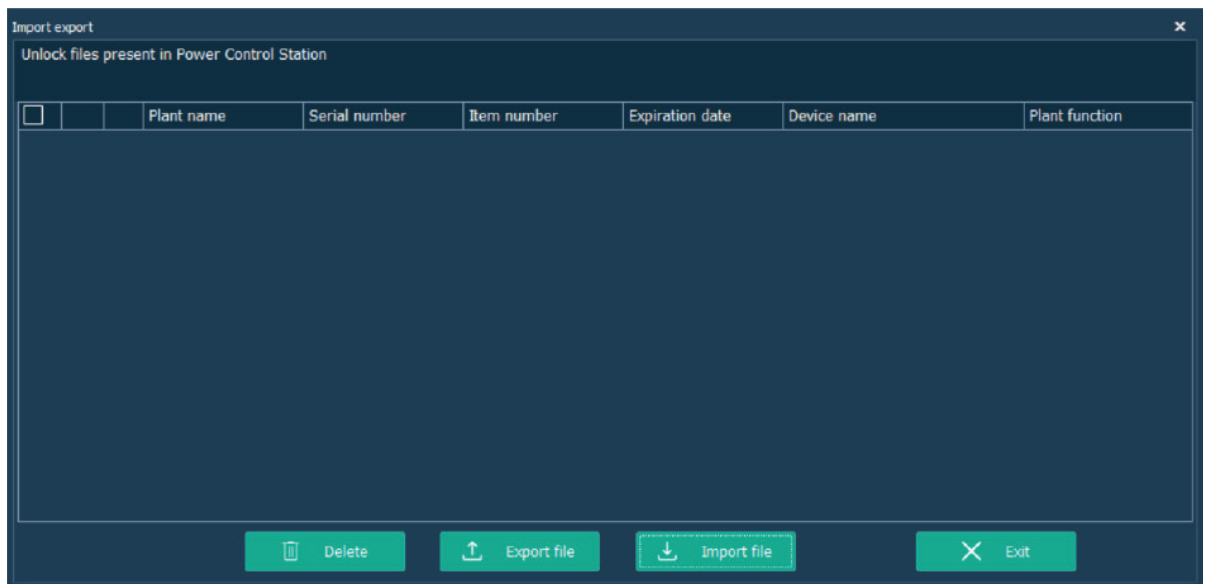 Import export
Unlock files present in Power Control Station
Plant name Serial number Item number Expiration date Device name Plant function
Delete Export file Import file Exit